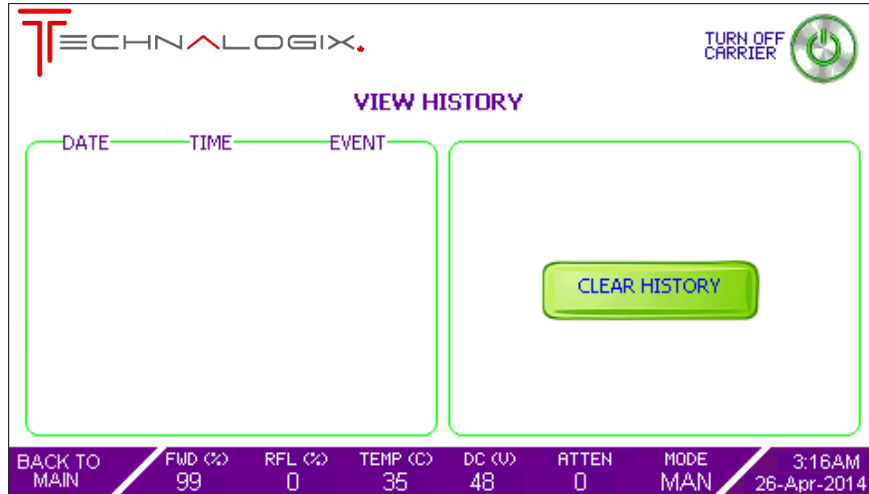 TECHNALOGIX.
TURN OFF
CARRIER
VIEW HISTORY
DATE TIME EVENT
CLEAR HISTORY
BACK TO
MAIN
FWD (%) RFL (%) TEMP (C) DC (V) ATTEN MODE
99 0 35 48 0 MAN
3:16AM
26-Apr-2014